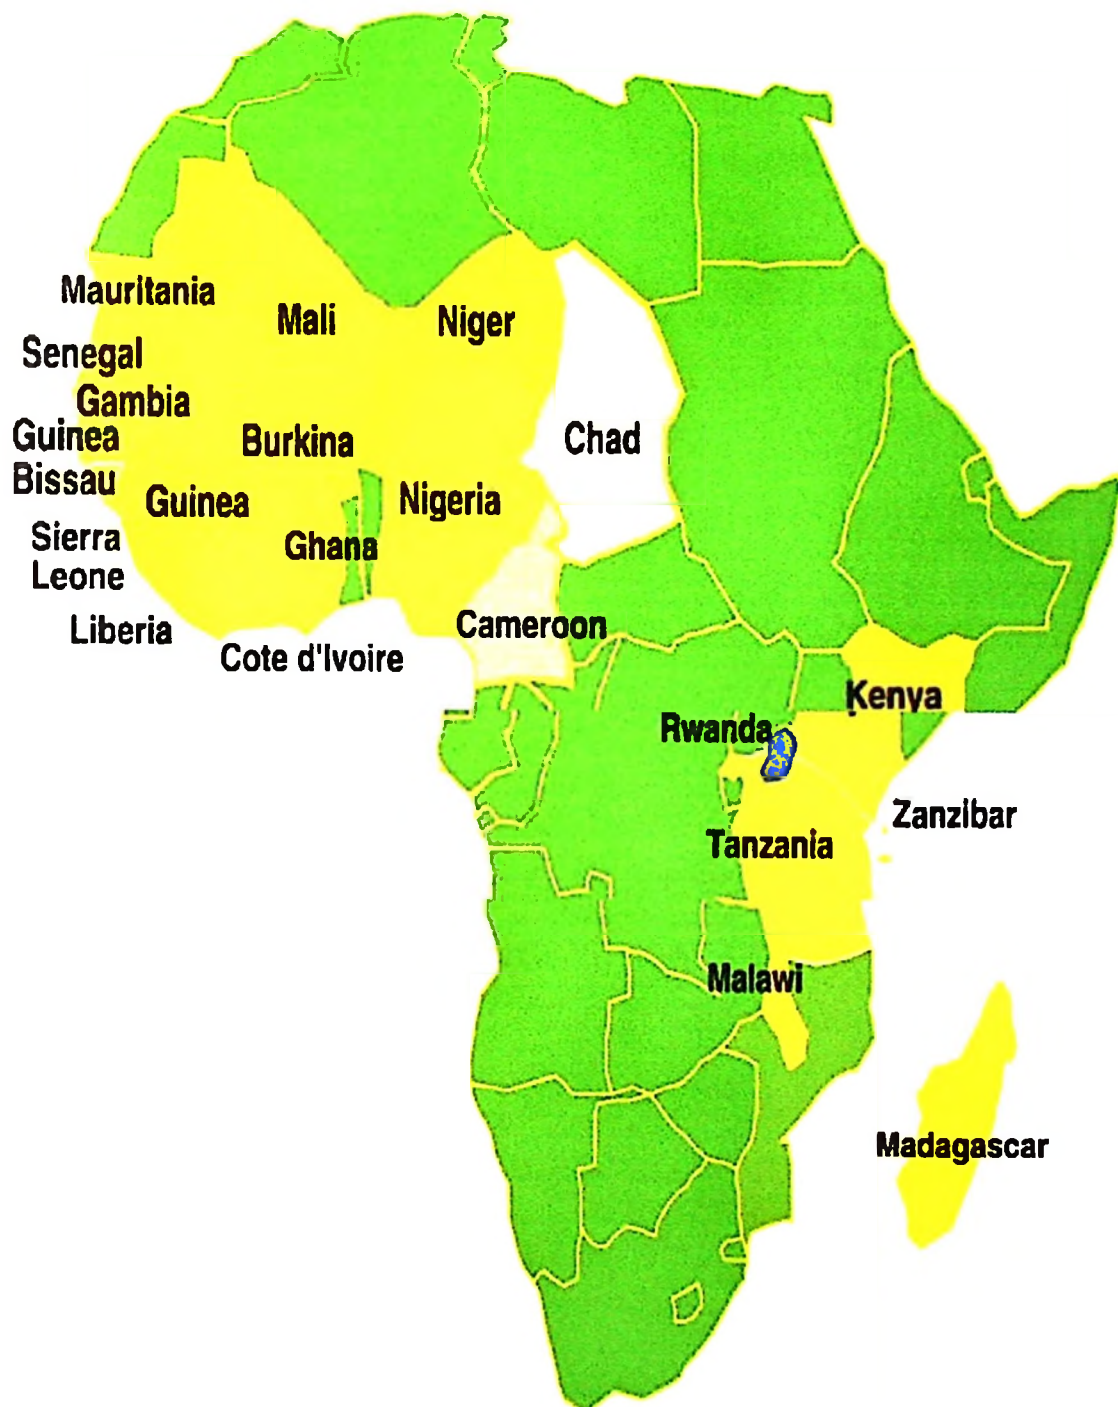 Mauritania
Mali
Niger
Senegal
Gambia
Guinea
Bissau
Burkina
Chad
Guinea
Nigeria
Sierra
Leone
Ghana
Liberia
Cote d'Ivoire
Cameroon
Kenya
Rwanda
Zanzibar
Tanzania
Malawi
Madagascar